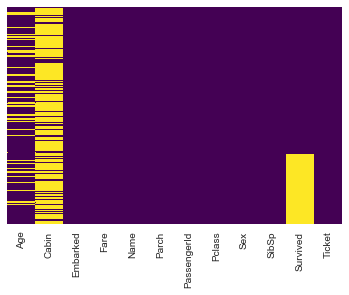 Age
Cabin
Embarked
Fare
Name
Parch
PassengerId
Pclass
Sex
SibSp
Survived
Ticket